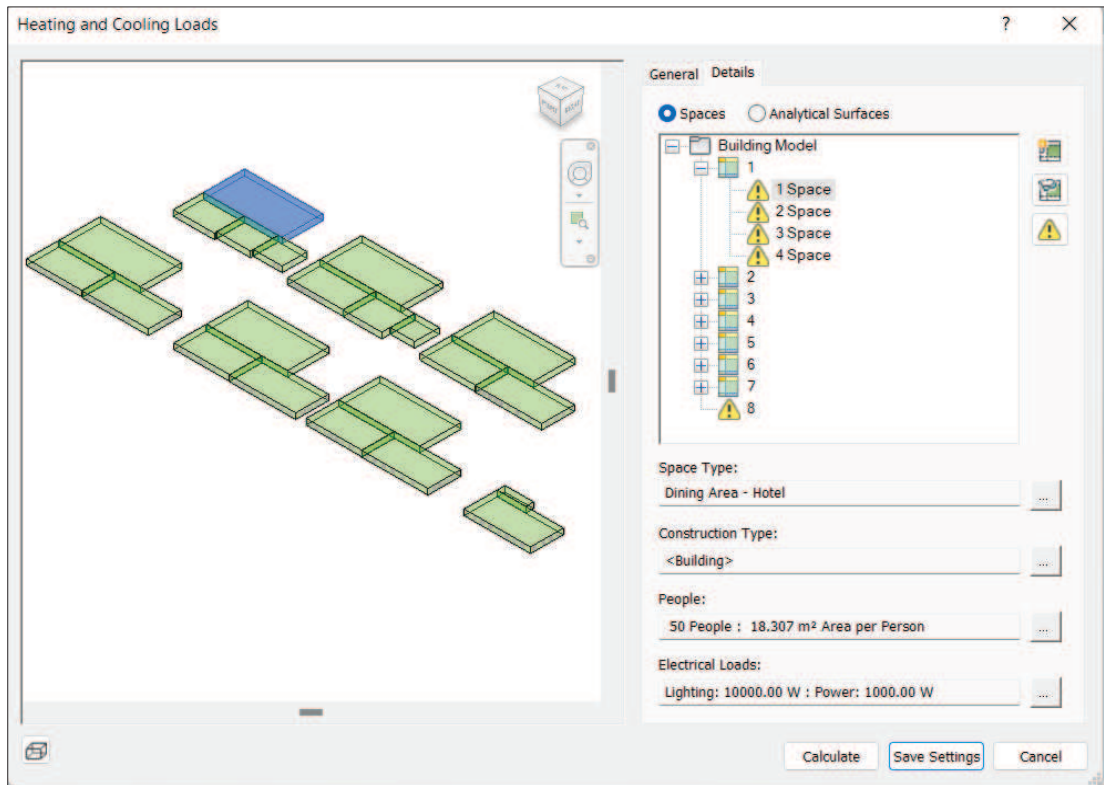 Heating and Cooling Loads
?
General Details
Spaces Analytical Surfaces
Building Model
1
1 Space
2 Space
3 Space
4 Space
2
3
4
5
6
7
8
Space Type:
Dining Area - Hotel
...
Construction Type:
<Building>
...
People:
50 People : 18.307 m² Area per Person
...
Electrical Loads:
Lighting: 10000.00 W : Power: 1000.00 W
...
Calculate Save Settings Cancel